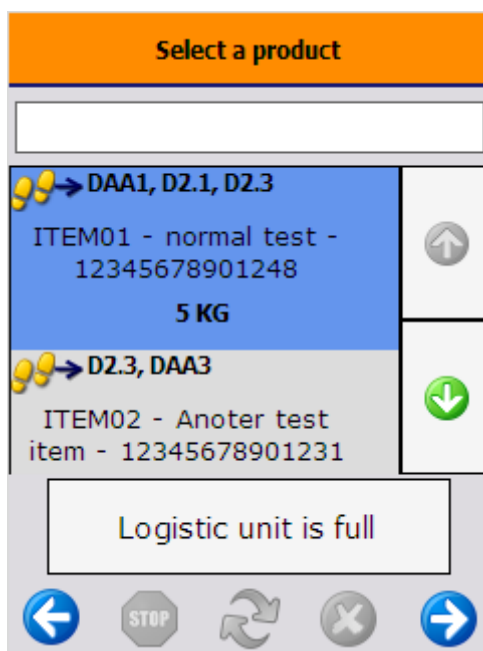 Select a product
DAA1, D2.1, D2.3
ITEM01 - normal test -
12345678901248
5 KG
D2.3, DAA3
ITEM02 - Anoter test
item - 12345678901231
Logistic unit is full
STOP